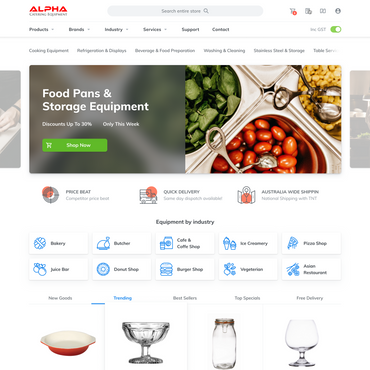 ALPHA
CATERING EQUIPMENT
Search entire store
Products
Brands
Industry
Services
Support
Contact
Inc GST
Cooking Equipment
Refrigeration & Displays
Beverage & Food Preparation
Washing & Cleaning
Stainless Steel & Storage
Table Serv
Food Pans &
Storage Equipment
Discounts Up To 30% Only This Week
Shop Now
PRICE BEAT
Competitor price beat
QUICK DELIVERY
Same day dispatch available!
AUSTRALIA WIDE SHIPPIN
National Shipping with TNT
Equipment by industry
Bakery
Butcher
Cafe &
Coffe Shop
Ice Creamery
Pizza Shop
Juice Bar
Donut Shop
Burger Shop
Vegeterian
Asian
Restaurant
New Goods
Trending
Best Sellers
Top Specials
Free Delivery